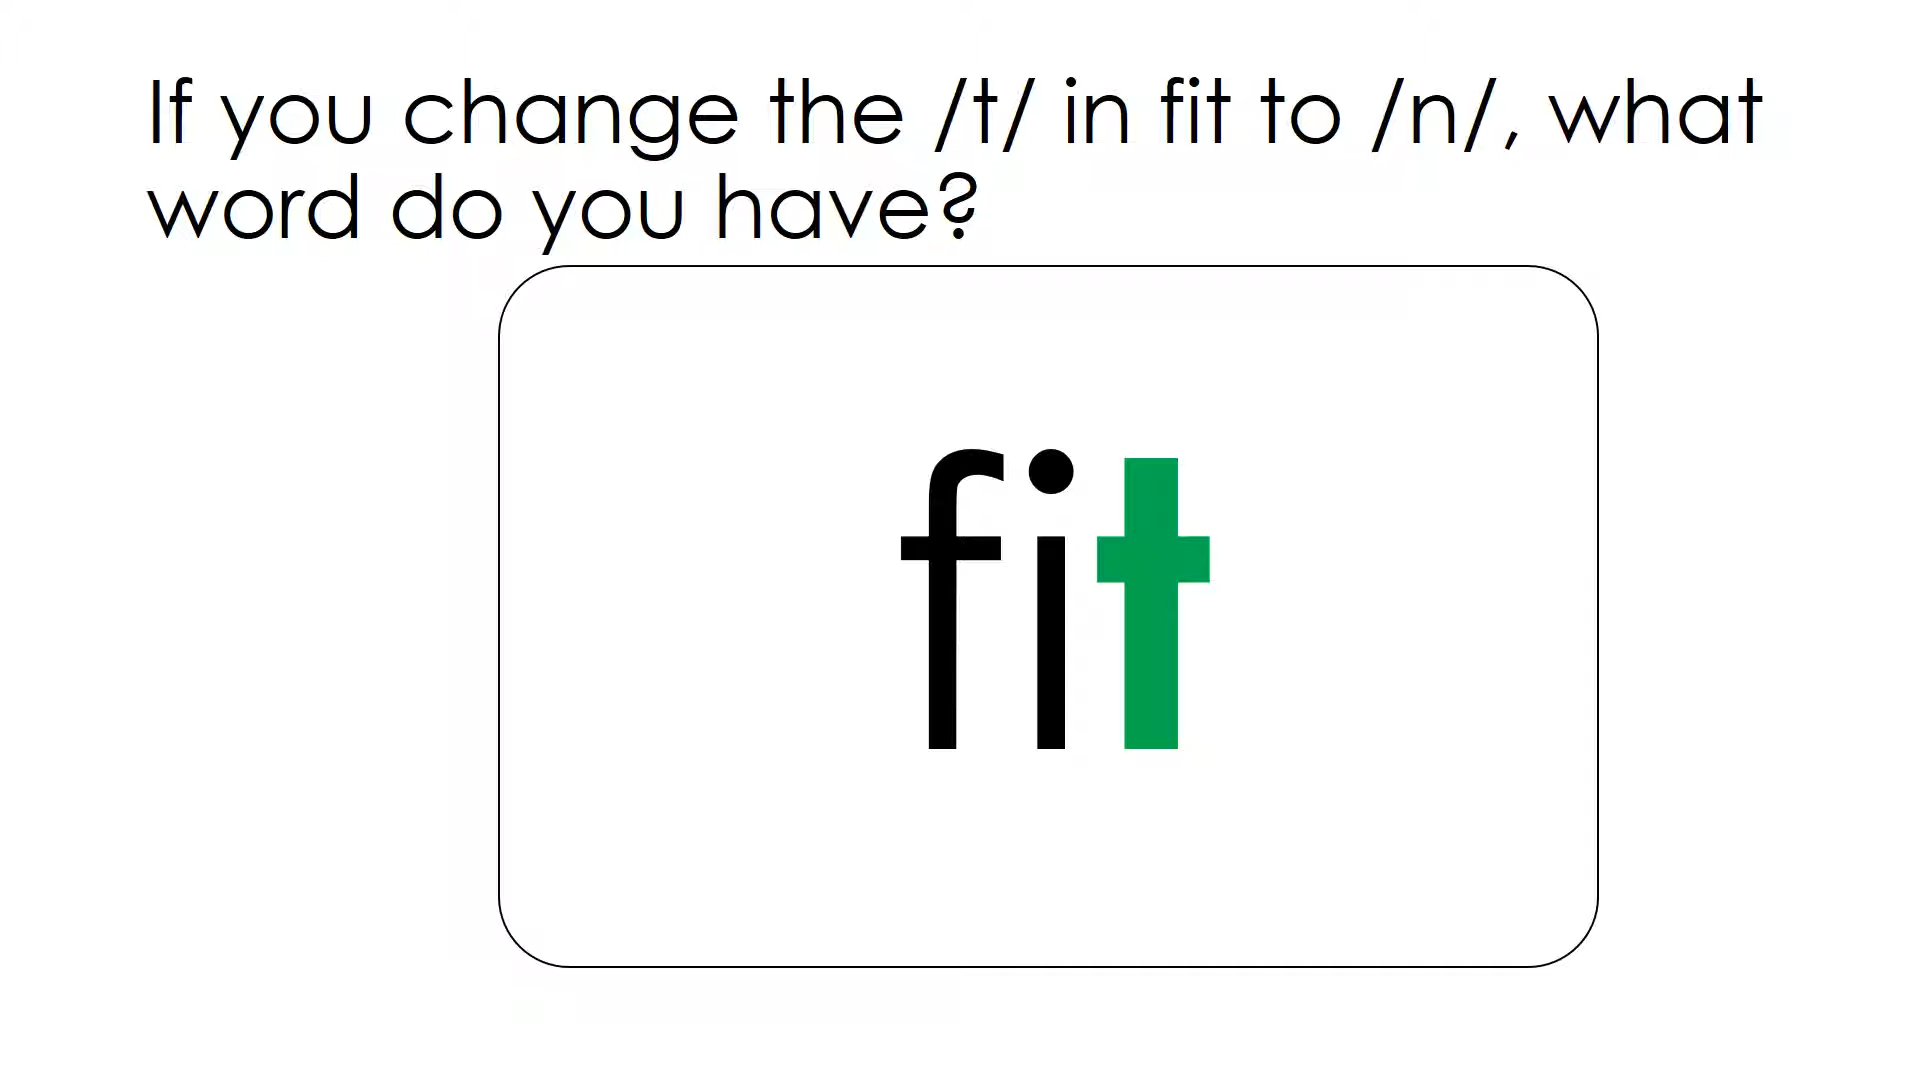 If you change the /t/ in fit to /n/, what
word do you have?
fit